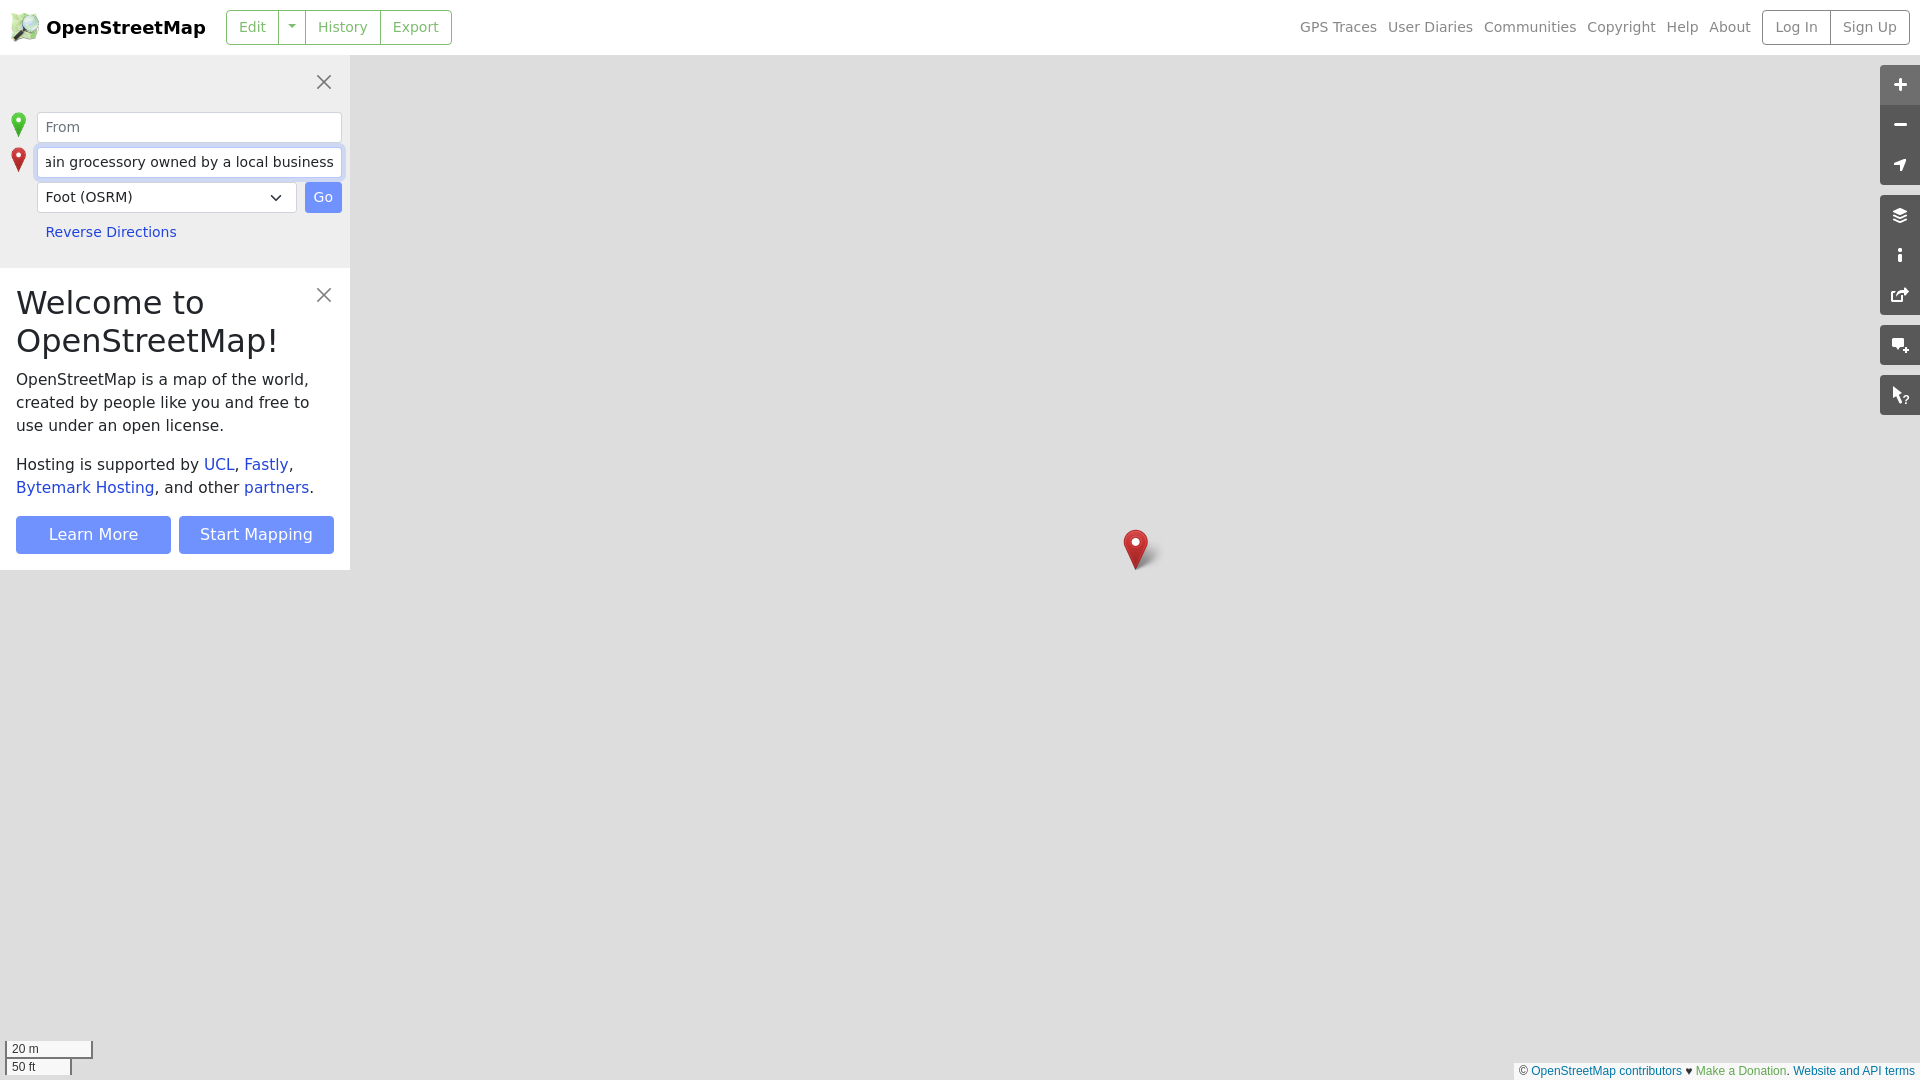 OpenStreetMap
Edit
History
Export
GPS Traces
User Diaries
Communities
Copyright
Help
About
Log In
Sign Up
From
ain grocessory owned by a local business
Foot (OSRM)
Go
Reverse Directions
Welcome to
OpenStreetMap!
OpenStreetMap is a map of the world,
created by people like you and free to
use under an open license.
Hosting is supported by UCL, Fastly,
Bytemark Hosting, and other partners.
Learn More
Start Mapping
20 m
50 ft
© OpenStreetMap contributors ♥ Make a Donation. Website and API terms